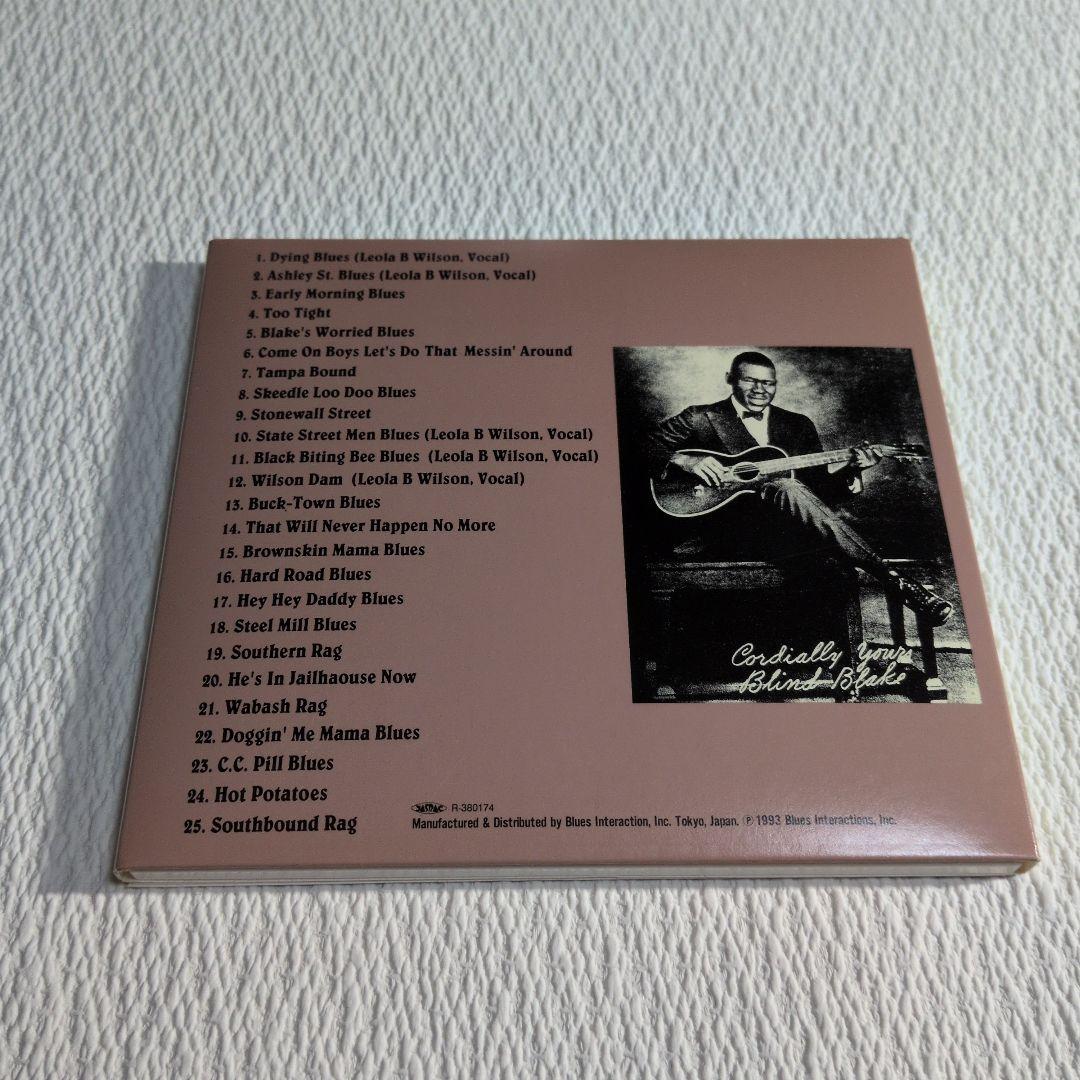 1. Dying Blues (Leola B Wilson, Vocal)
2. Ashley St. Blues (Leola B Wilson, Vocal)
3. Early Morning Blues
4. Too Tight
5. Blake's Worried Blues
6. Come On Boys Let's Do That Messin' Around
7. Tampa Bound
8. Skeedle Loo Doo Blues
9. Stonewall Street
10. State Street Men Blues (Leola B Wilson, Vocal)
11. Black Biting Bee Blues (Leola B Wilson, Vocal)
12. Wilson Dam (Leola B Wilson, Vocal)
13. Buck-Town Blues
14. That Will Never Happen No More
15. Brownskin Mama Blues
16. Hard Road Blues
17. Hey Hey Daddy Blues
18. Steel Mill Blues
19. Southern Rag
20. He's In Jailhaouse Now
21. Wabash Rag
22. Doggin' Me Mama Blues
23. C.C. Pill Blues
24. Hot Potatoes
25. Southbound Rag
Cordially Yours
Blind Blake
JASRAC R-380174
Manufactured & Distributed by Blues Interaction, Inc. Tokyo, Japan. ℗ 1993 Blues Interactions, Inc.